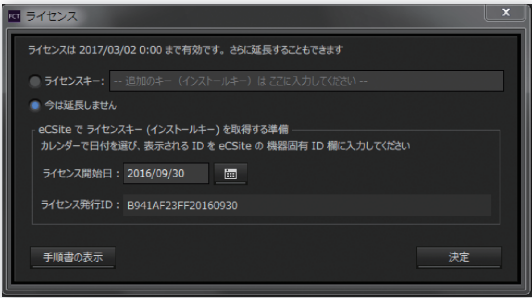 FCT ライセンス
ライセンスは 2017/03/02 0:00 まで有効です。さらに延長することもできます
ライセンスキー： -- 追加のキー（インストールキー）は ここに入力してください --
今は延長しません
eCSite で ライセンスキー (インストールキー) を取得する準備
カレンダーで日付を選び、表示される ID を eCSite の 機器固有 ID 欄に入力してください
ライセンス開始日： 2016/09/30
ライセンス発行ID： B941AF23FF20160930
手順書の表示 決定